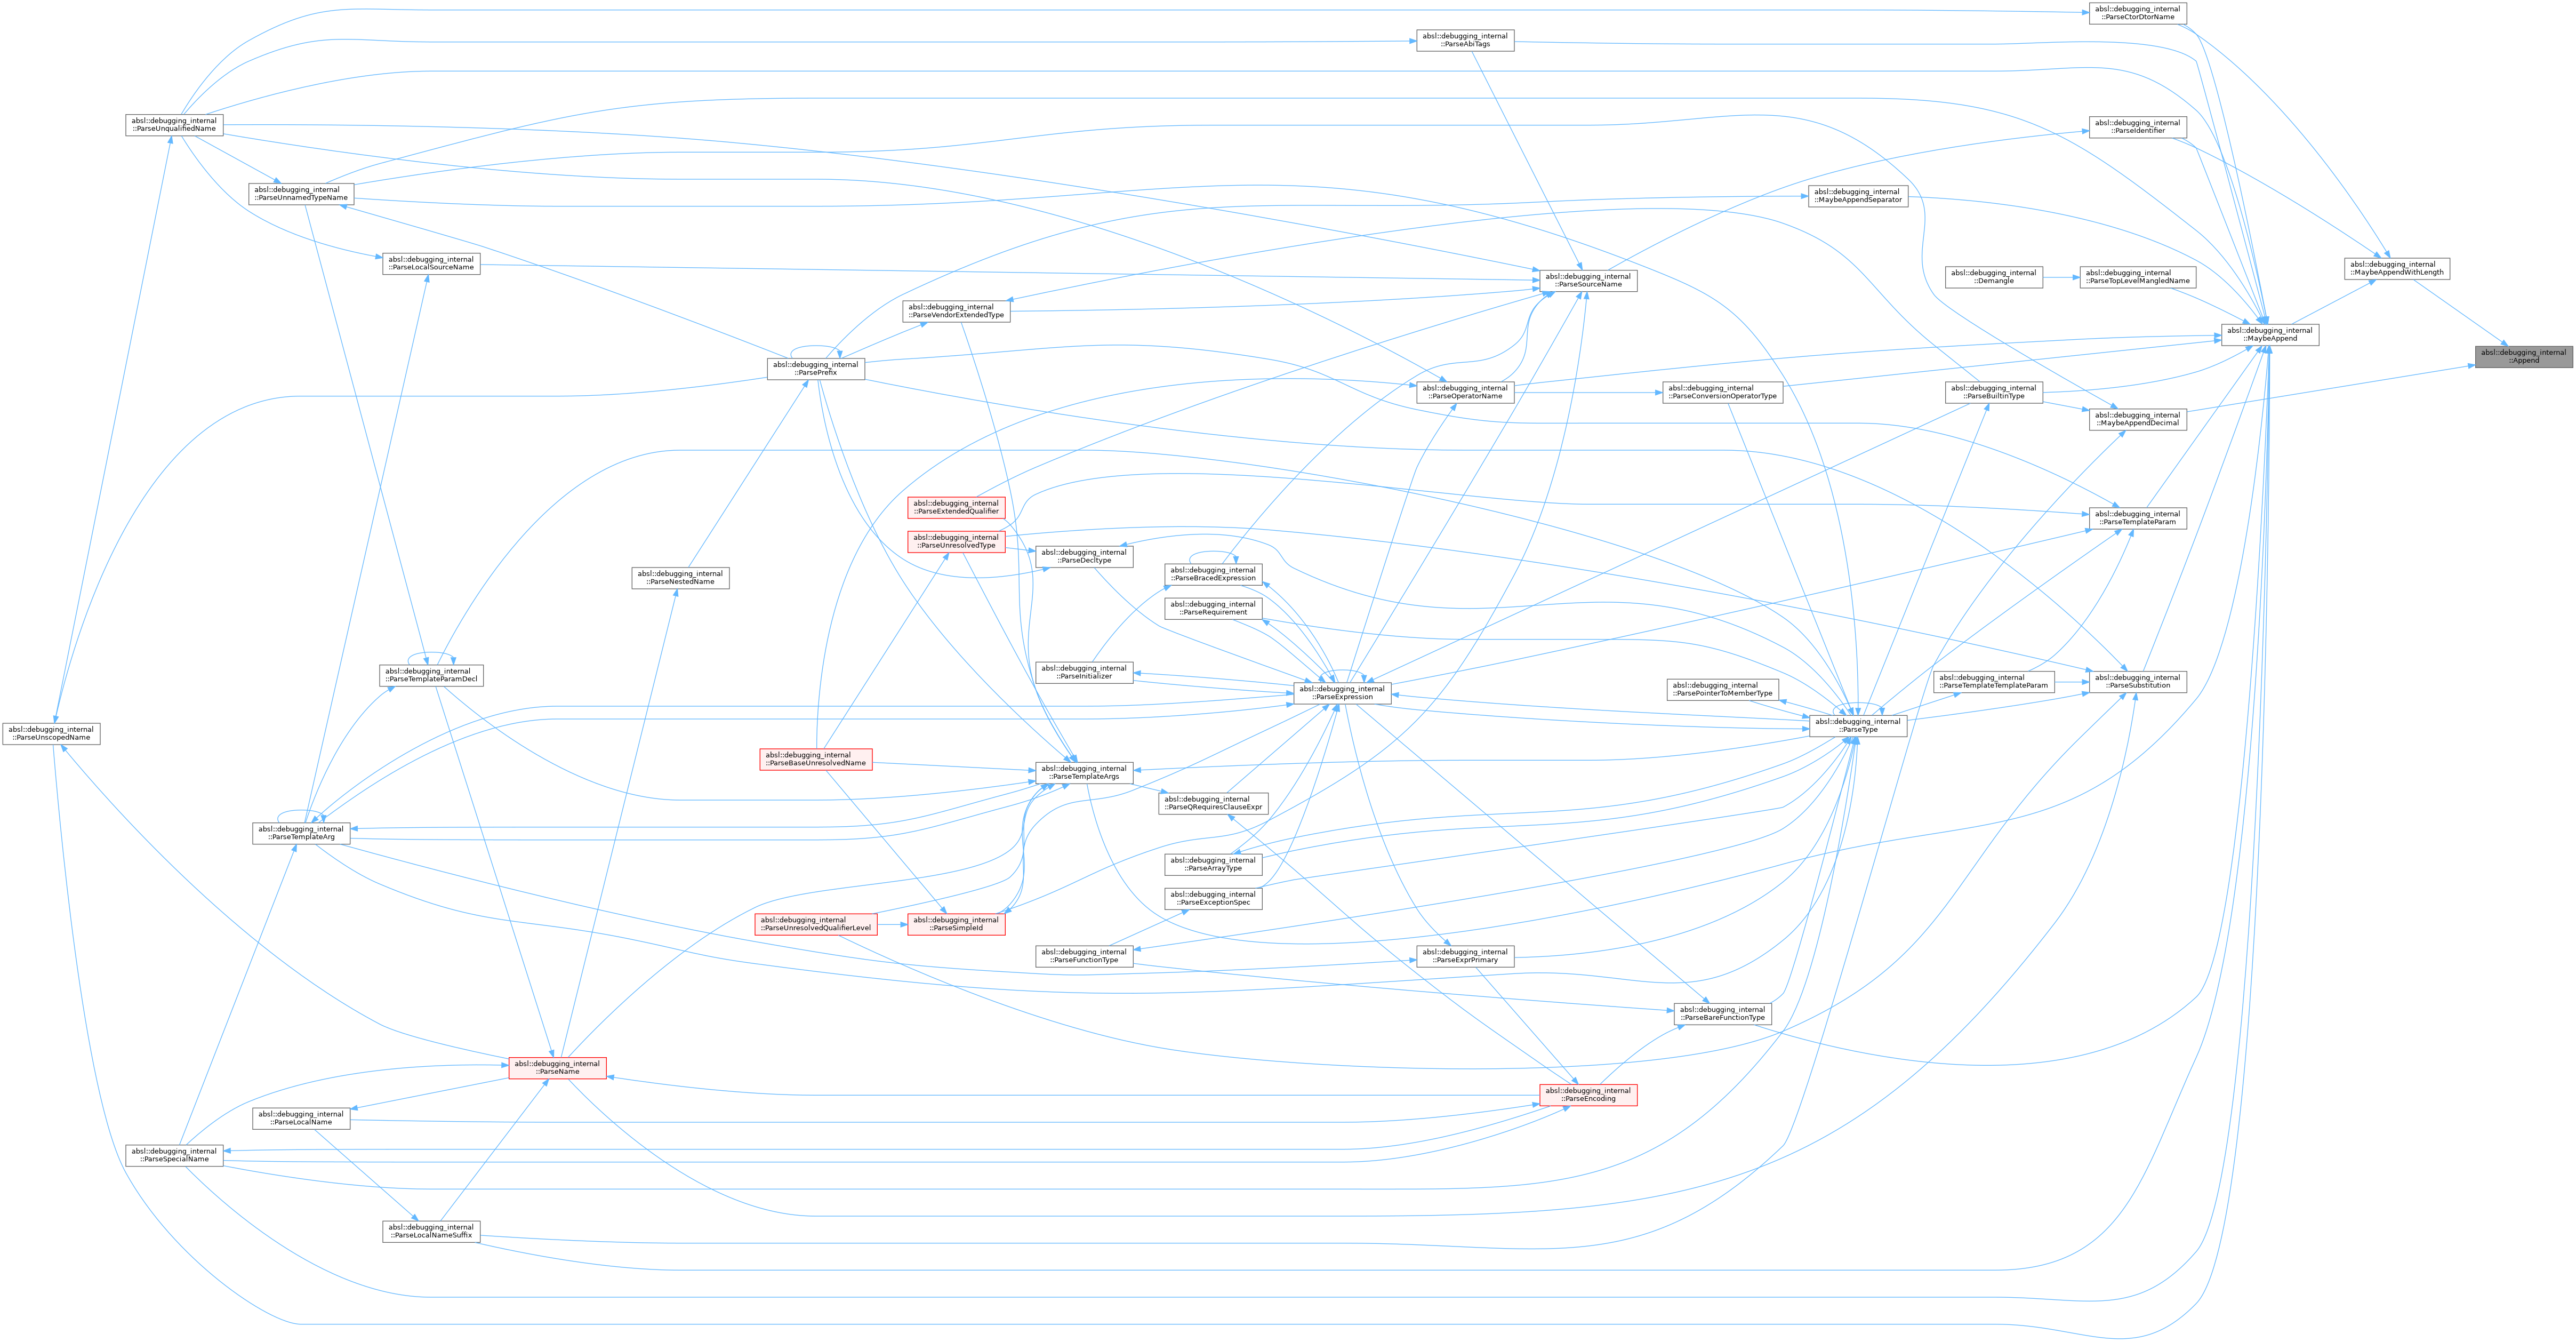 absl::debugging_internal
::ParseCtorDtorName
absl::debugging_internal
::ParseAbiTags
absl::debugging_internal
::ParseUnqualifiedName
absl::debugging_internal
::ParseIdentifier
absl::debugging_internal
::ParseUnnamedTypeName
absl::debugging_internal
::MaybeAppendSeparator
absl::debugging_internal
::ParseLocalSourceName
absl::debugging_internal
::MaybeAppendWithLength
absl::debugging_internal
::ParseSourceName
absl::debugging_internal
::Demangle
absl::debugging_internal
::ParseTopLevelMangledName
absl::debugging_internal
::ParseVendorExtendedType
absl::debugging_internal
::MaybeAppend
absl::debugging_internal
::Append
absl::debugging_internal
::ParsePrefix
absl::debugging_internal
::ParseOperatorName
absl::debugging_internal
::ParseConversionOperatorType
absl::debugging_internal
::ParseBuiltinType
absl::debugging_internal
::MaybeAppendDecimal
absl::debugging_internal
::ParseExtendedQualifier
absl::debugging_internal
::ParseTemplateParam
absl::debugging_internal
::ParseUnresolvedType
absl::debugging_internal
::ParseDecltype
absl::debugging_internal
::ParseNestedName
absl::debugging_internal
::ParseBracedExpression
absl::debugging_internal
::ParseRequirement
absl::debugging_internal
::ParseTemplateParamDecl
absl::debugging_internal
::ParseInitializer
absl::debugging_internal
::ParseExpression
absl::debugging_internal
::ParsePointerToMemberType
absl::debugging_internal
::ParseTemplateTemplateParam
absl::debugging_internal
::ParseSubstitution
absl::debugging_internal
::ParseUnscopedName
absl::debugging_internal
::ParseType
absl::debugging_internal
::ParseBaseUnresolvedName
absl::debugging_internal
::ParseTemplateArgs
absl::debugging_internal
::ParseQRequiresClauseExpr
absl::debugging_internal
::ParseTemplateArg
absl::debugging_internal
::ParseArrayType
absl::debugging_internal
::ParseExceptionSpec
absl::debugging_internal
::ParseUnresolvedQualifierLevel
absl::debugging_internal
::ParseSimpleId
absl::debugging_internal
::ParseFunctionType
absl::debugging_internal
::ParseExprPrimary
absl::debugging_internal
::ParseBareFunctionType
absl::debugging_internal
::ParseName
absl::debugging_internal
::ParseEncoding
absl::debugging_internal
::ParseLocalName
absl::debugging_internal
::ParseSpecialName
absl::debugging_internal
::ParseLocalNameSuffix